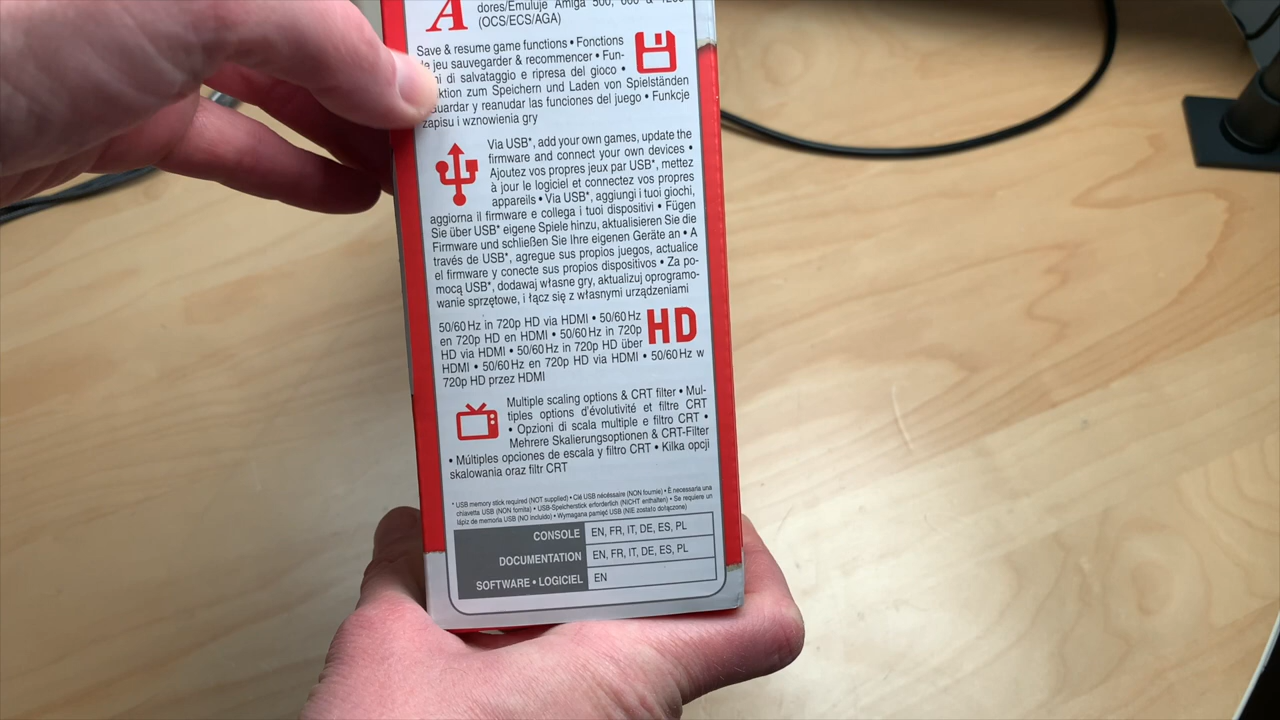 A
dores/Emuluje Amiga 500, 600 & 1200
(OCS/ECS/AGA)
Save & resume game functions • Fonctions
jeu sauvegarder & recommencer • Fun-
di salvataggio e ripresa del gioco •
zum Speichern und Laden von Spielständen
y reanudar las funciones del juego • Funkcje
zapisu i wznowienia gry
Via USB*, add your own games, update the
firmware and connect your own devices •
Ajoutez vos propres jeux par USB*, mettez
à jour le logiciel et connectez vos propres
appareils • Via USB*, aggiungi i tuoi giochi,
aggiorna il firmware e collega i tuoi dispositivi • Fügen
Sie über USB* eigene Spiele hinzu, aktualisieren Sie die
Firmware und schließen Sie Ihre eigenen Geräte an • A
través de USB*, agregue sus propios juegos, actualice
el firmware y conecte sus propios dispositivos • Za po-
mocą USB*, dodawaj własne gry, aktualizuj oprogramo-
wanie sprzętowe, i łącz się z własnymi urządzeniami
50/60 Hz in 720p HD via HDMI • 50/60 Hz
en 720p HD en HDMI • 50/60 Hz in 720p
HD via HDMI • 50/60 Hz in 720p HD über
HDMI • 50/60 Hz en 720p HD via HDMI • 50/60 Hz w
720p HD przez HDMI
HD
Multiple scaling options & CRT filter • Mul-
tiples options d'évolutivité et filtre CRT
• Opzioni di scala multiple e filtro CRT •
Mehrere Skalierungsoptionen & CRT-Filter
• Múltiples opciones de escala y filtro CRT • Kilka opcji
skalowania oraz filtr CRT
* USB memory stick required (NOT supplied) • Clé USB nécéssaire (NON fournie) • È necessaria una
chiavetta USB (NON fornita) • USB-Speicherstick erforderlich (NICHT enthalten) • Se requiere un
lápiz de memoria USB (NO incluido) • Wymagana pamięć USB (NIE zostało dołączone)
CONSOLE EN, FR, IT, DE, ES, PL
DOCUMENTATION EN, FR, IT, DE, ES, PL
SOFTWARE • LOGICIEL EN